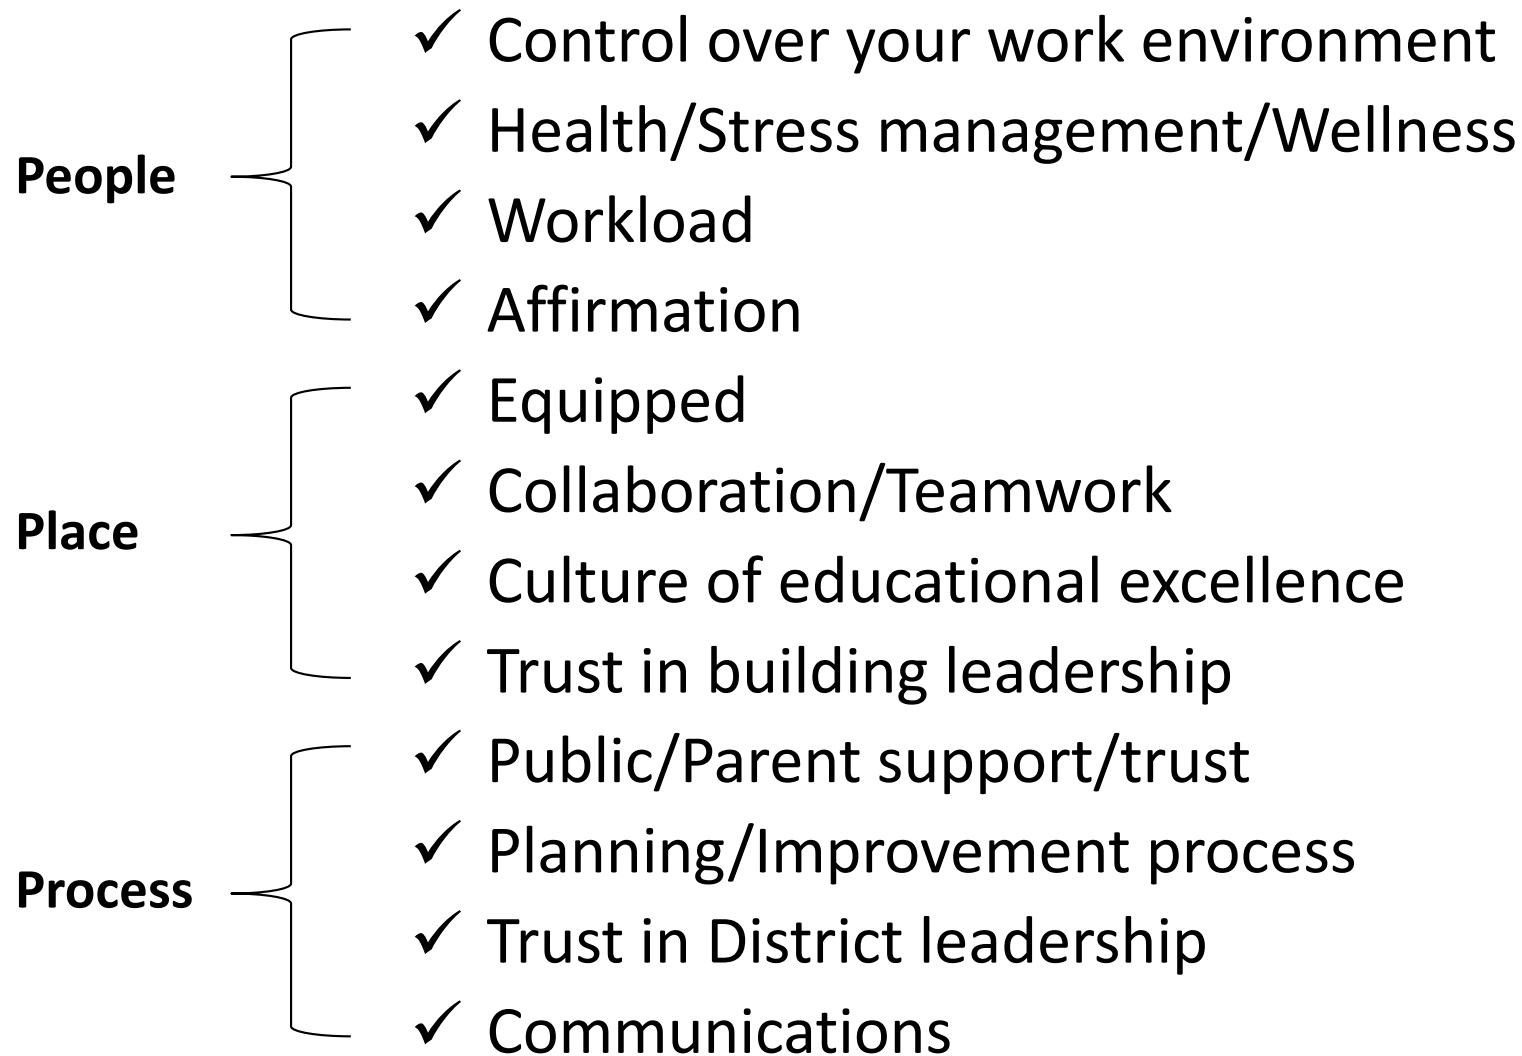 People
✓ Control over your work environment
✓ Health/Stress management/Wellness
✓ Workload
✓ Affirmation
Place
✓ Equipped
✓ Collaboration/Teamwork
✓ Culture of educational excellence
✓ Trust in building leadership
Process
✓ Public/Parent support/trust
✓ Planning/Improvement process
✓ Trust in District leadership
✓ Communications